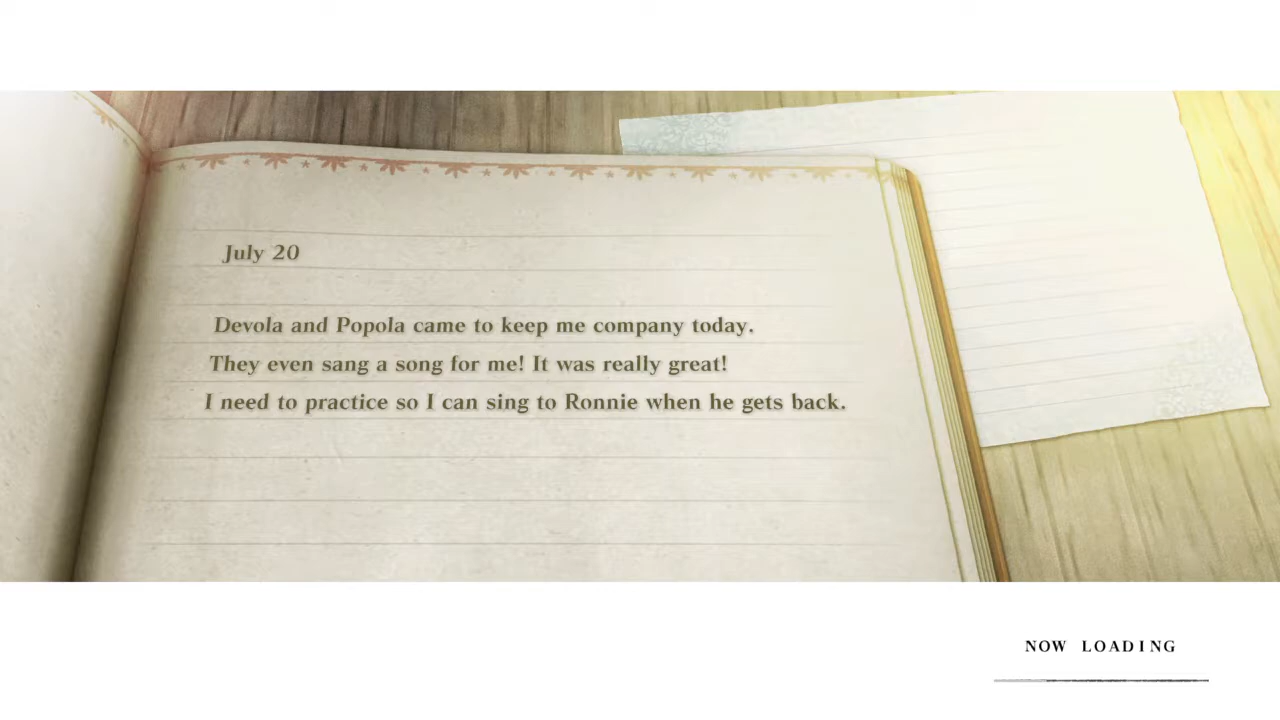 July 20
Devola and Popola came to keep me company today.
They even sang a song for me! It was really great!
I need to practice so I can sing to Ronnie when he gets back.
NOW LOADING